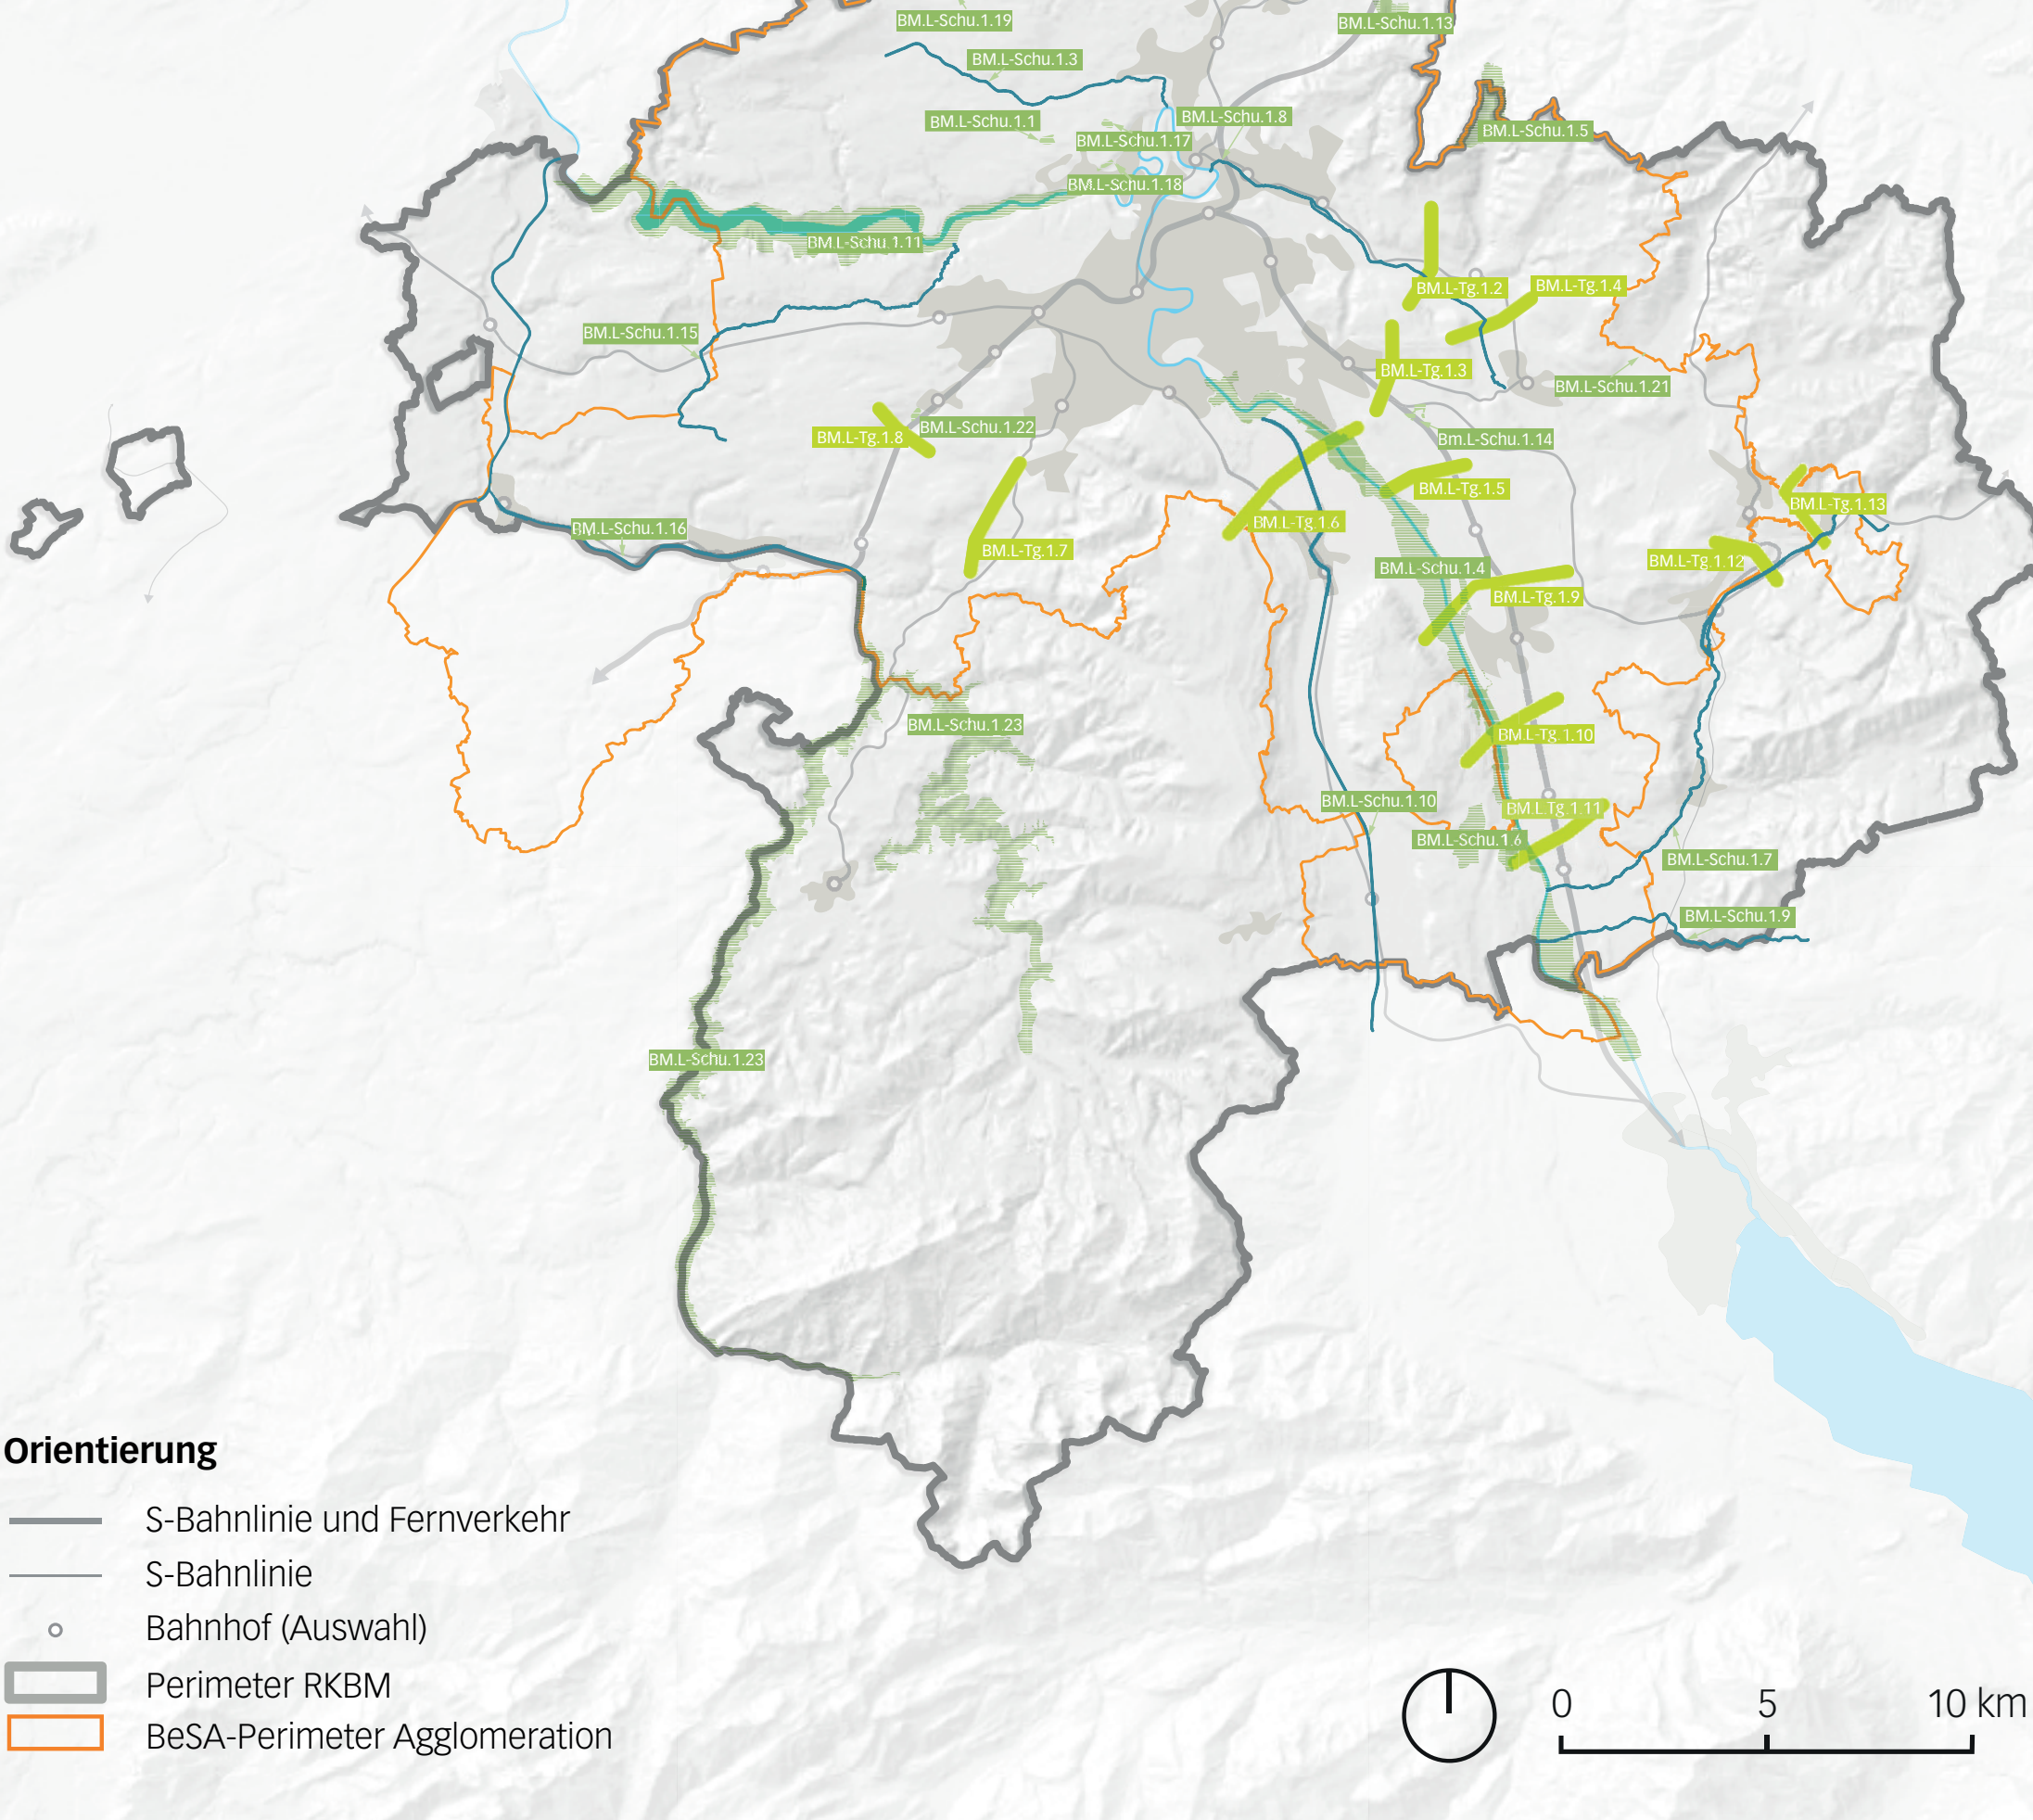 BM.L-Schu.1.19
BM.L-Schu.1.13
BM.L-Schu.1.3
BM.L-Schu.1.1
BM.L-Schu.1.8
BM.L-Schu.1.17
BM.L-Schu.1.5
BM.L-Schu.1.18
BM.L-Schu.1.11
BM.L-Tg.1.2
BM.L-Tg.1.4
BM.L-Schu.1.15
BM.L-Tg.1.3
BM.L-Schu.1.21
BM.L-Tg.1.8
BM.L-Schu.1.22
Bm.L-Schu.1.14
BM.L-Tg.1.5
BM.L-Tg.1.13
BM.L-Schu.1.16
BM.L-Tg.1.6
BM.L-Tg.1.7
BM.L-Tg.1.12
BM.L-Schu.1.4
BM.L-Tg.1.9
BM.L-Schu.1.23
BM.L-Tg.1.10
BM.L-Schu.1.10
BM.L-Tg.1.11
BM.L-Schu.1.6
BM.L-Schu.1.7
BM.L-Schu.1.9
BM.L-Schu.1.23
Orientierung
S-Bahnlinie und Fernverkehr
S-Bahnlinie
Bahnhof (Auswahl)
Perimeter RKBM
BeSA-Perimeter Agglomeration
0 5 10 km